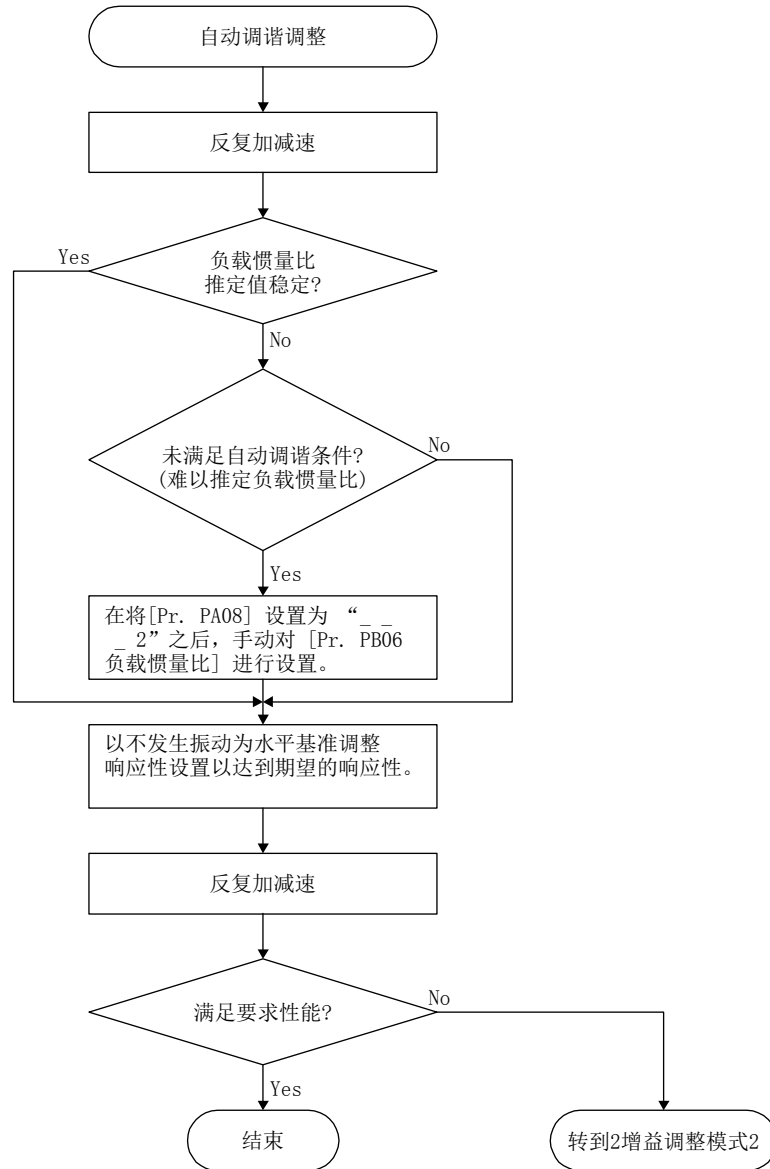 自动调谐调整
反复加减速
Yes
负载惯量比
推定值稳定?
No
未满足自动调谐条件?
(难以推定负载惯量比)
No
Yes
在将[Pr. PA08] 设置为 “_ _
_ 2”之后, 手动对 [Pr. PB06
负载惯量比] 进行设置。
以不发生振动为水平基准调整
响应性设置以达到期望的响应性。
反复加减速
满足要求性能?
No
Yes
结束
转到2增益调整模式2